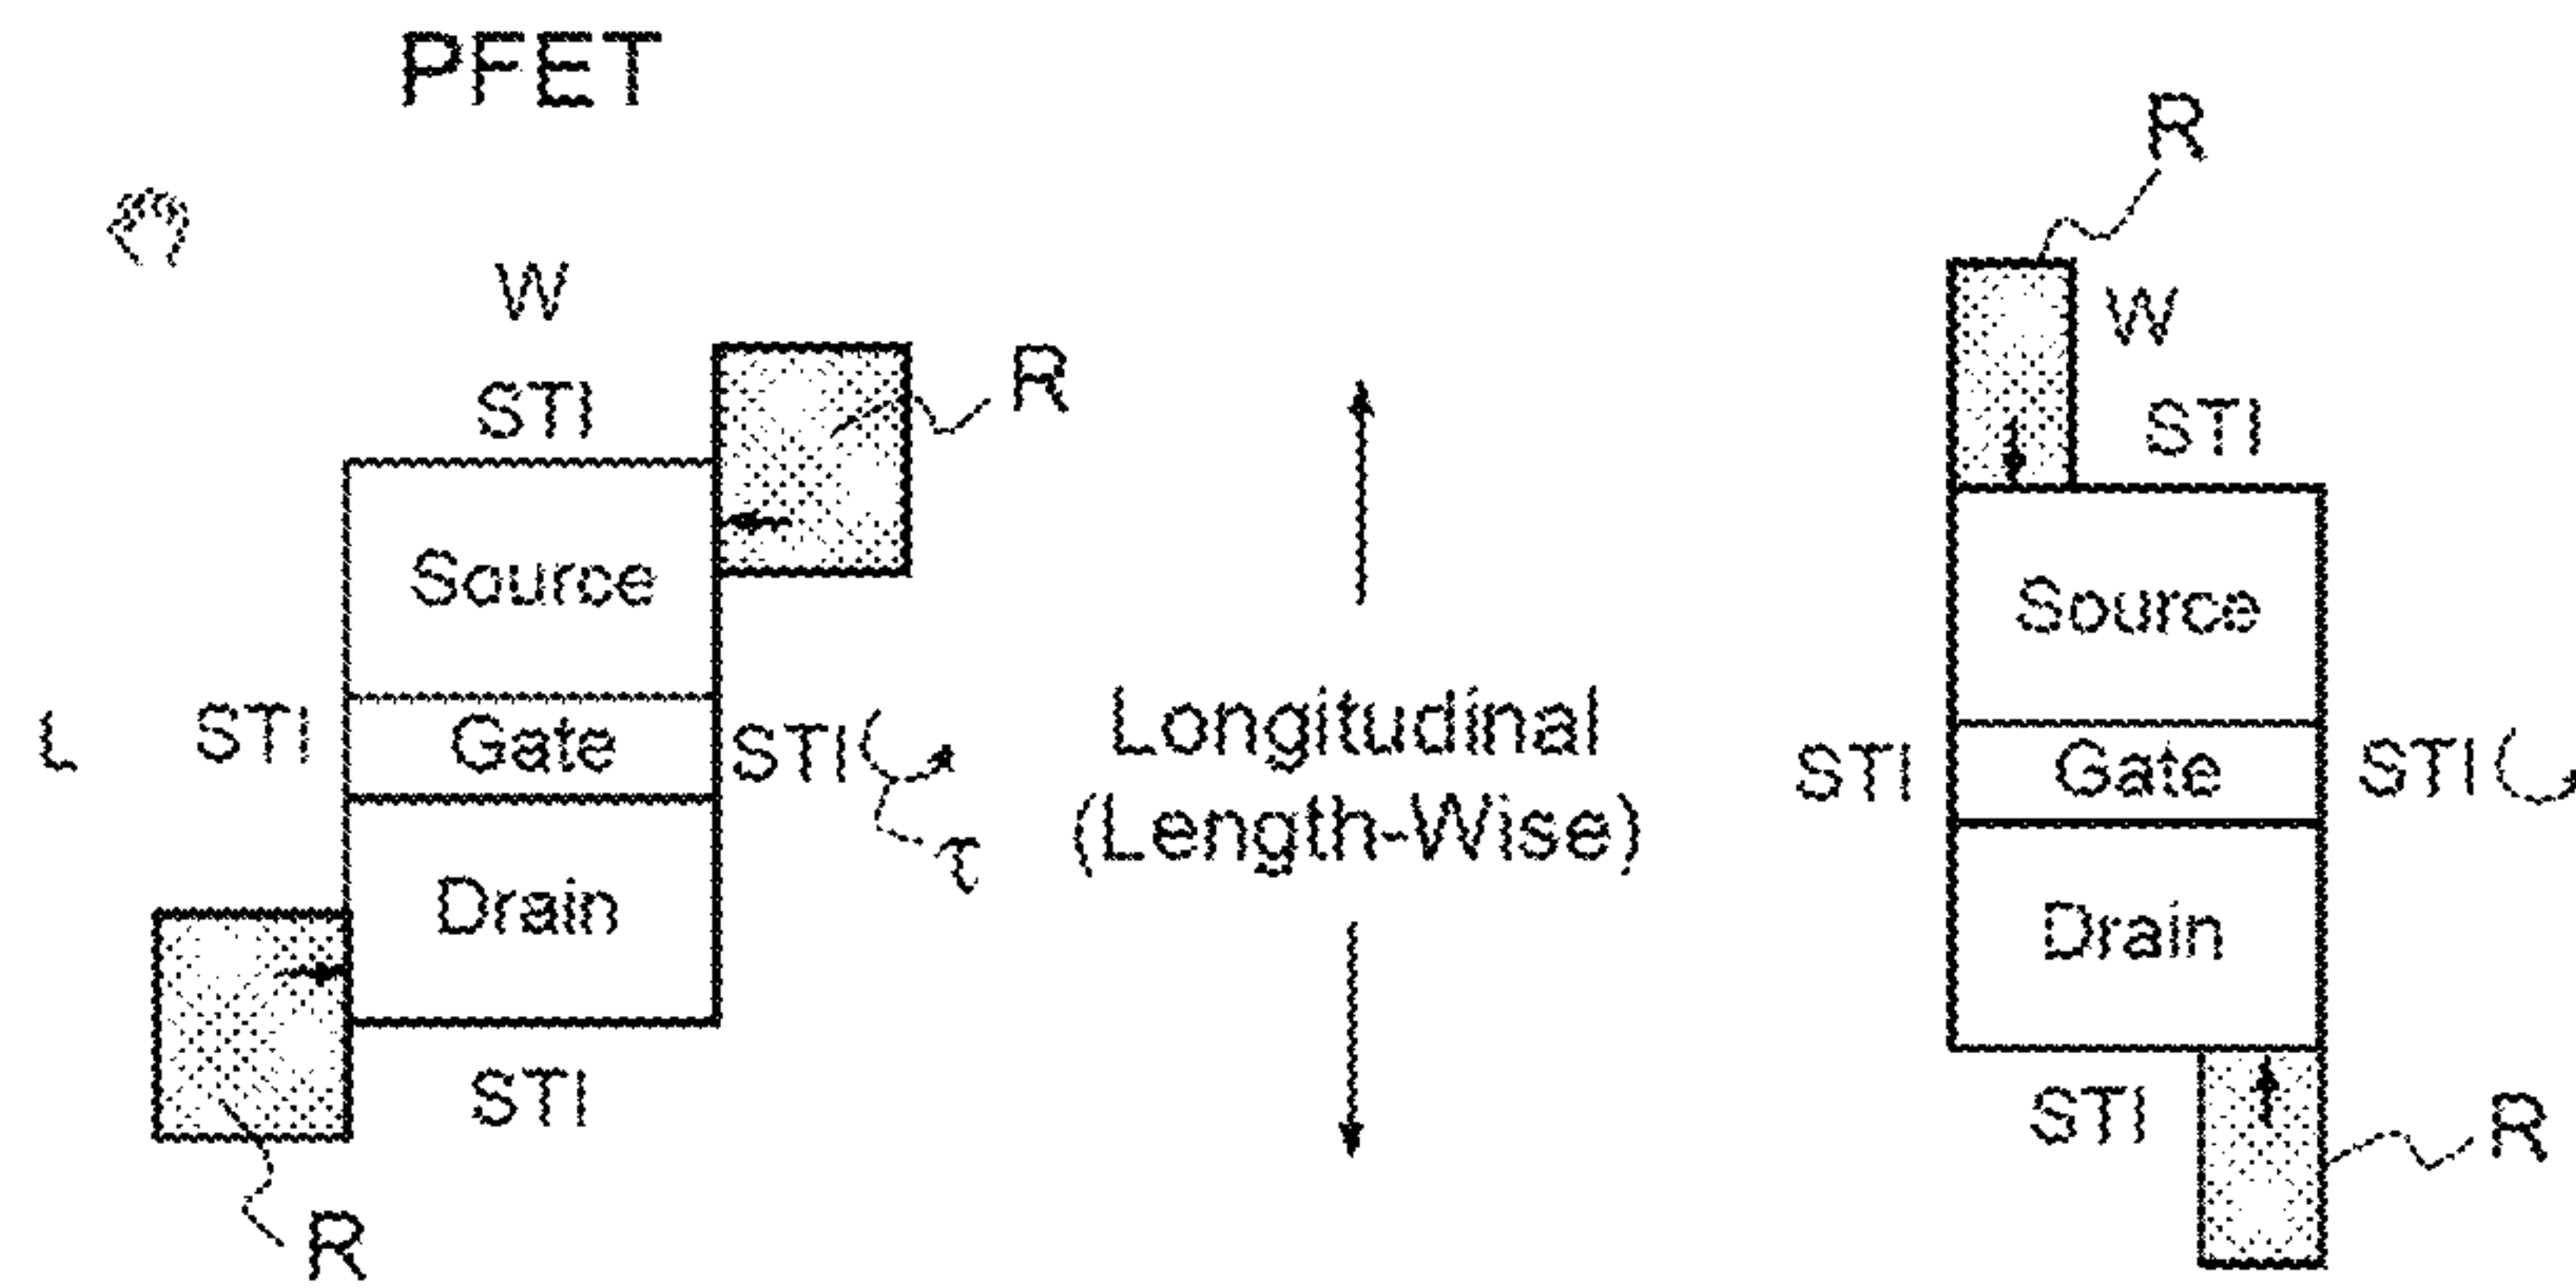 PFET
W
STI
R
Source
STI
Gate
STI
τ
L
Drain
STI
R
Longitudinal
(Length-Wise)
R
W
STI
Source
STI
Gate
STI
Drain
STI
R